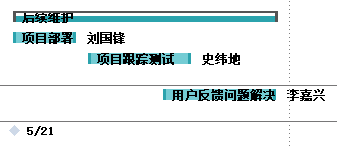 后续维护
项目部署 刘国锋
项目跟踪测试 史纬地
用户反馈问题解决 李嘉兴
5/21